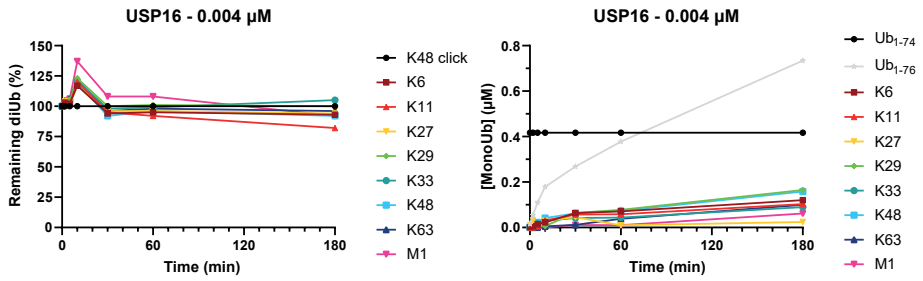 USP16 - 0.004 µM
Remaining diUb (%)
150
125
100
75
50
25
0
0
60
120
180
Time (min)
K48 click
K6
K11
K27
K29
K33
K48
K63
M1
USP16 - 0.004 µM
[MonoUb] (µM)
0.8
0.6
0.4
0.2
0.0
0
60
120
180
Time (min)
Ub1-74
Ub1-76
K6
K11
K27
K29
K33
K48
K63
M1